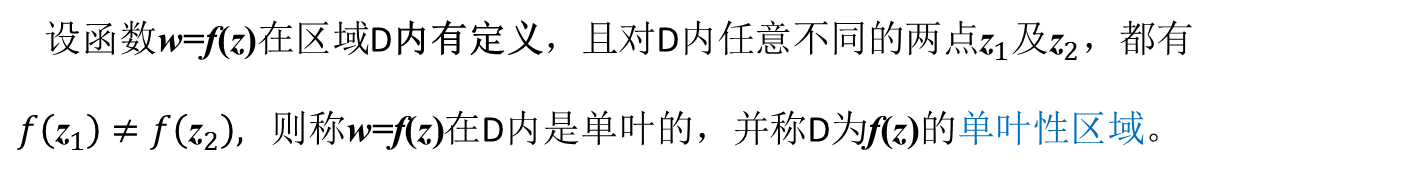 设函数w=f(z)在区域D内有定义，且对D内任意不同的两点z₁及z₂，都有
f(z₁) ≠ f(z₂), 则称w=f(z)在D内是单叶的，并称D为f(z)的单叶性区域。